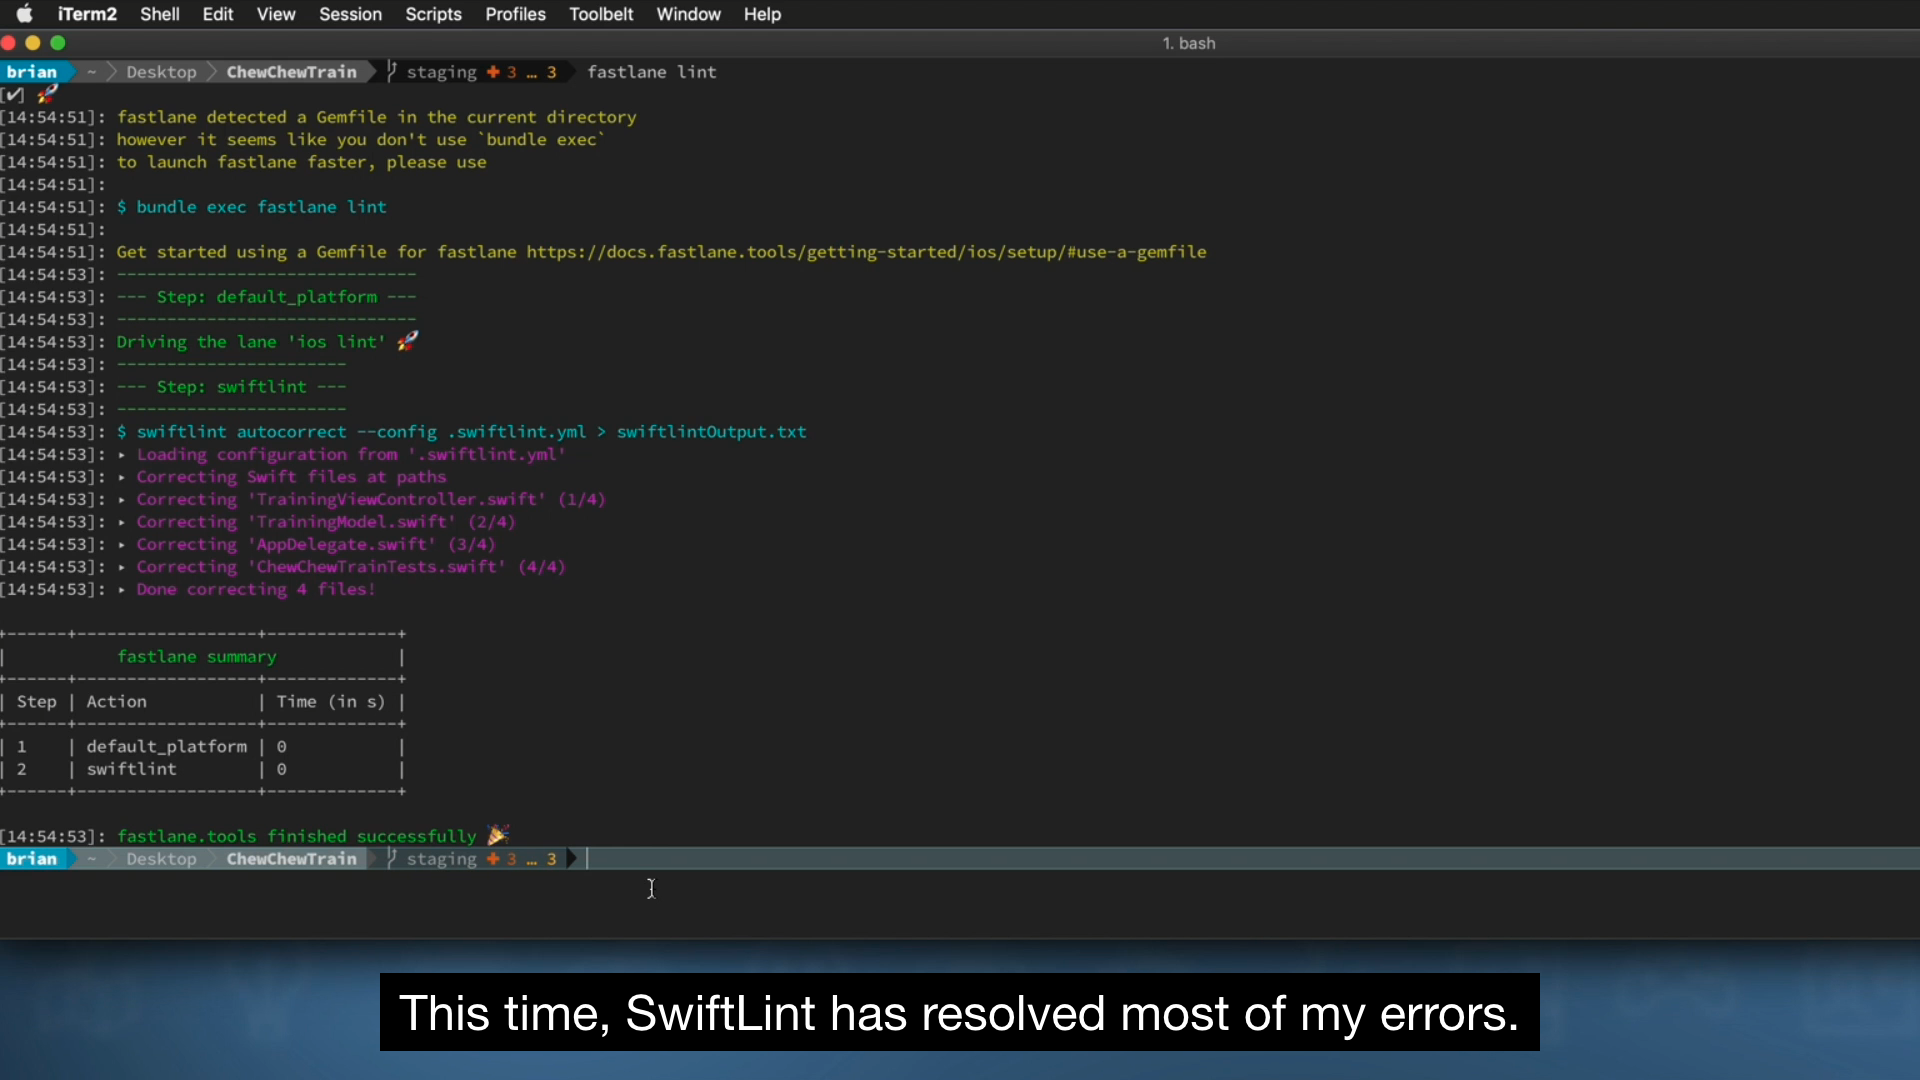 iTerm2 Shell Edit View Session Scripts Profiles Toolbelt Window Help
1. bash
brian ~ Desktop ChewChewTrain staging ✚ 3 … 3 fastlane lint
[✔] 🚀
[14:54:51]: fastlane detected a Gemfile in the current directory
[14:54:51]: however it seems like you don't use `bundle exec`
[14:54:51]: to launch fastlane faster, please use
[14:54:51]:
[14:54:51]: $ bundle exec fastlane lint
[14:54:51]:
[14:54:51]: Get started using a Gemfile for fastlane https://docs.fastlane.tools/getting-started/ios/setup/#use-a-gemfile
[14:54:53]: ------------------------------
[14:54:53]: --- Step: default_platform ---
[14:54:53]: ------------------------------
[14:54:53]: Driving the lane 'ios lint' 🚀
[14:54:53]: -----------------------
[14:54:53]: --- Step: swiftlint ---
[14:54:53]: -----------------------
[14:54:53]: $ swiftlint autocorrect --config .swiftlint.yml > swiftlintOutput.txt
[14:54:53]: ▸ Loading configuration from '.swiftlint.yml'
[14:54:53]: ▸ Correcting Swift files at paths
[14:54:53]: ▸ Correcting 'TrainingViewController.swift' (1/4)
[14:54:53]: ▸ Correcting 'TrainingModel.swift' (2/4)
[14:54:53]: ▸ Correcting 'AppDelegate.swift' (3/4)
[14:54:53]: ▸ Correcting 'ChewChewTrainTests.swift' (4/4)
[14:54:53]: ▸ Done correcting 4 files!
+------+------------------+-------------+
| fastlane summary |
+------+------------------+-------------+
| Step | Action | Time (in s) |
+------+------------------+-------------+
| 1 | default_platform | 0 |
| 2 | swiftlint | 0 |
+------+------------------+-------------+
[14:54:53]: fastlane.tools finished successfully 🎉
brian ~ Desktop ChewChewTrain staging ✚ 3 … 3
This time, SwiftLint has resolved most of my errors.